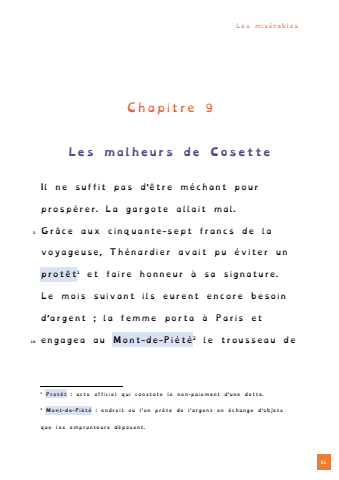 Les misérables
Chapitre 9
Les malheurs de Cosette
Il ne suffit pas d'être méchant pour
prospérer. La gargote allait mal.
5 Grâce aux cinquante-sept francs de la
voyageuse, Thénardier avait pu éviter un
protêt¹ et faire honneur à sa signature.
Le mois suivant ils eurent encore besoin
d'argent ; la femme porta à Paris et
10 engagea au Mont-de-Piété² le trousseau de
¹ Protêt : acte officiel qui constate le non-paiement d'une dette.
² Mont-de-Piété : endroit où l'on prête de l'argent en échange d'objets
que les emprunteurs déposent.